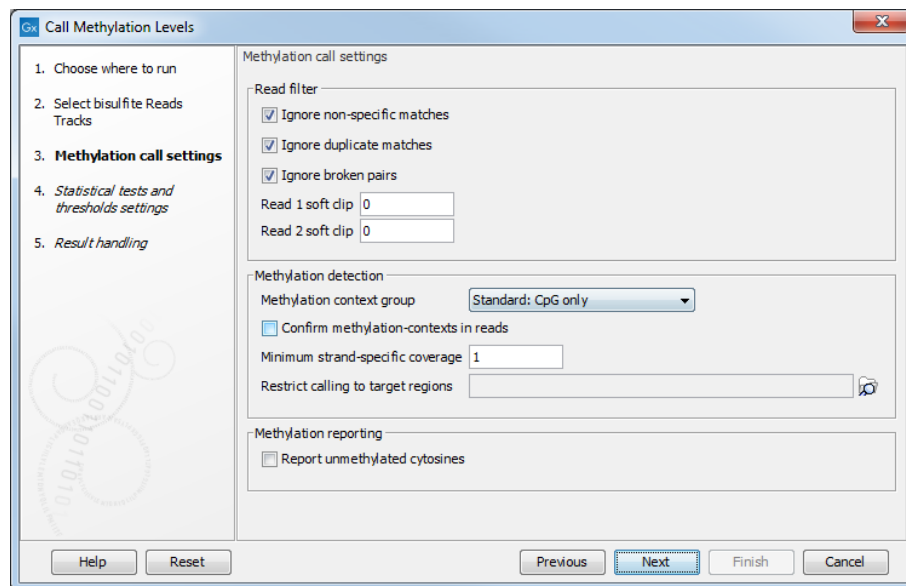 Gx Call Methylation Levels
1. Choose where to run
2. Select bisulfite Reads
Tracks
3. Methylation call settings
4. Statistical tests and
thresholds settings
5. Result handling
Methylation call settings
Read filter
Ignore non-specific matches
Ignore duplicate matches
Ignore broken pairs
Read 1 soft clip 0
Read 2 soft clip 0
Methylation detection
Methylation context group Standard: CpG only
Confirm methylation-contexts in reads
Minimum strand-specific coverage 1
Restrict calling to target regions
Methylation reporting
Report unmethylated cytosines
Help Reset Previous Next Finish Cancel